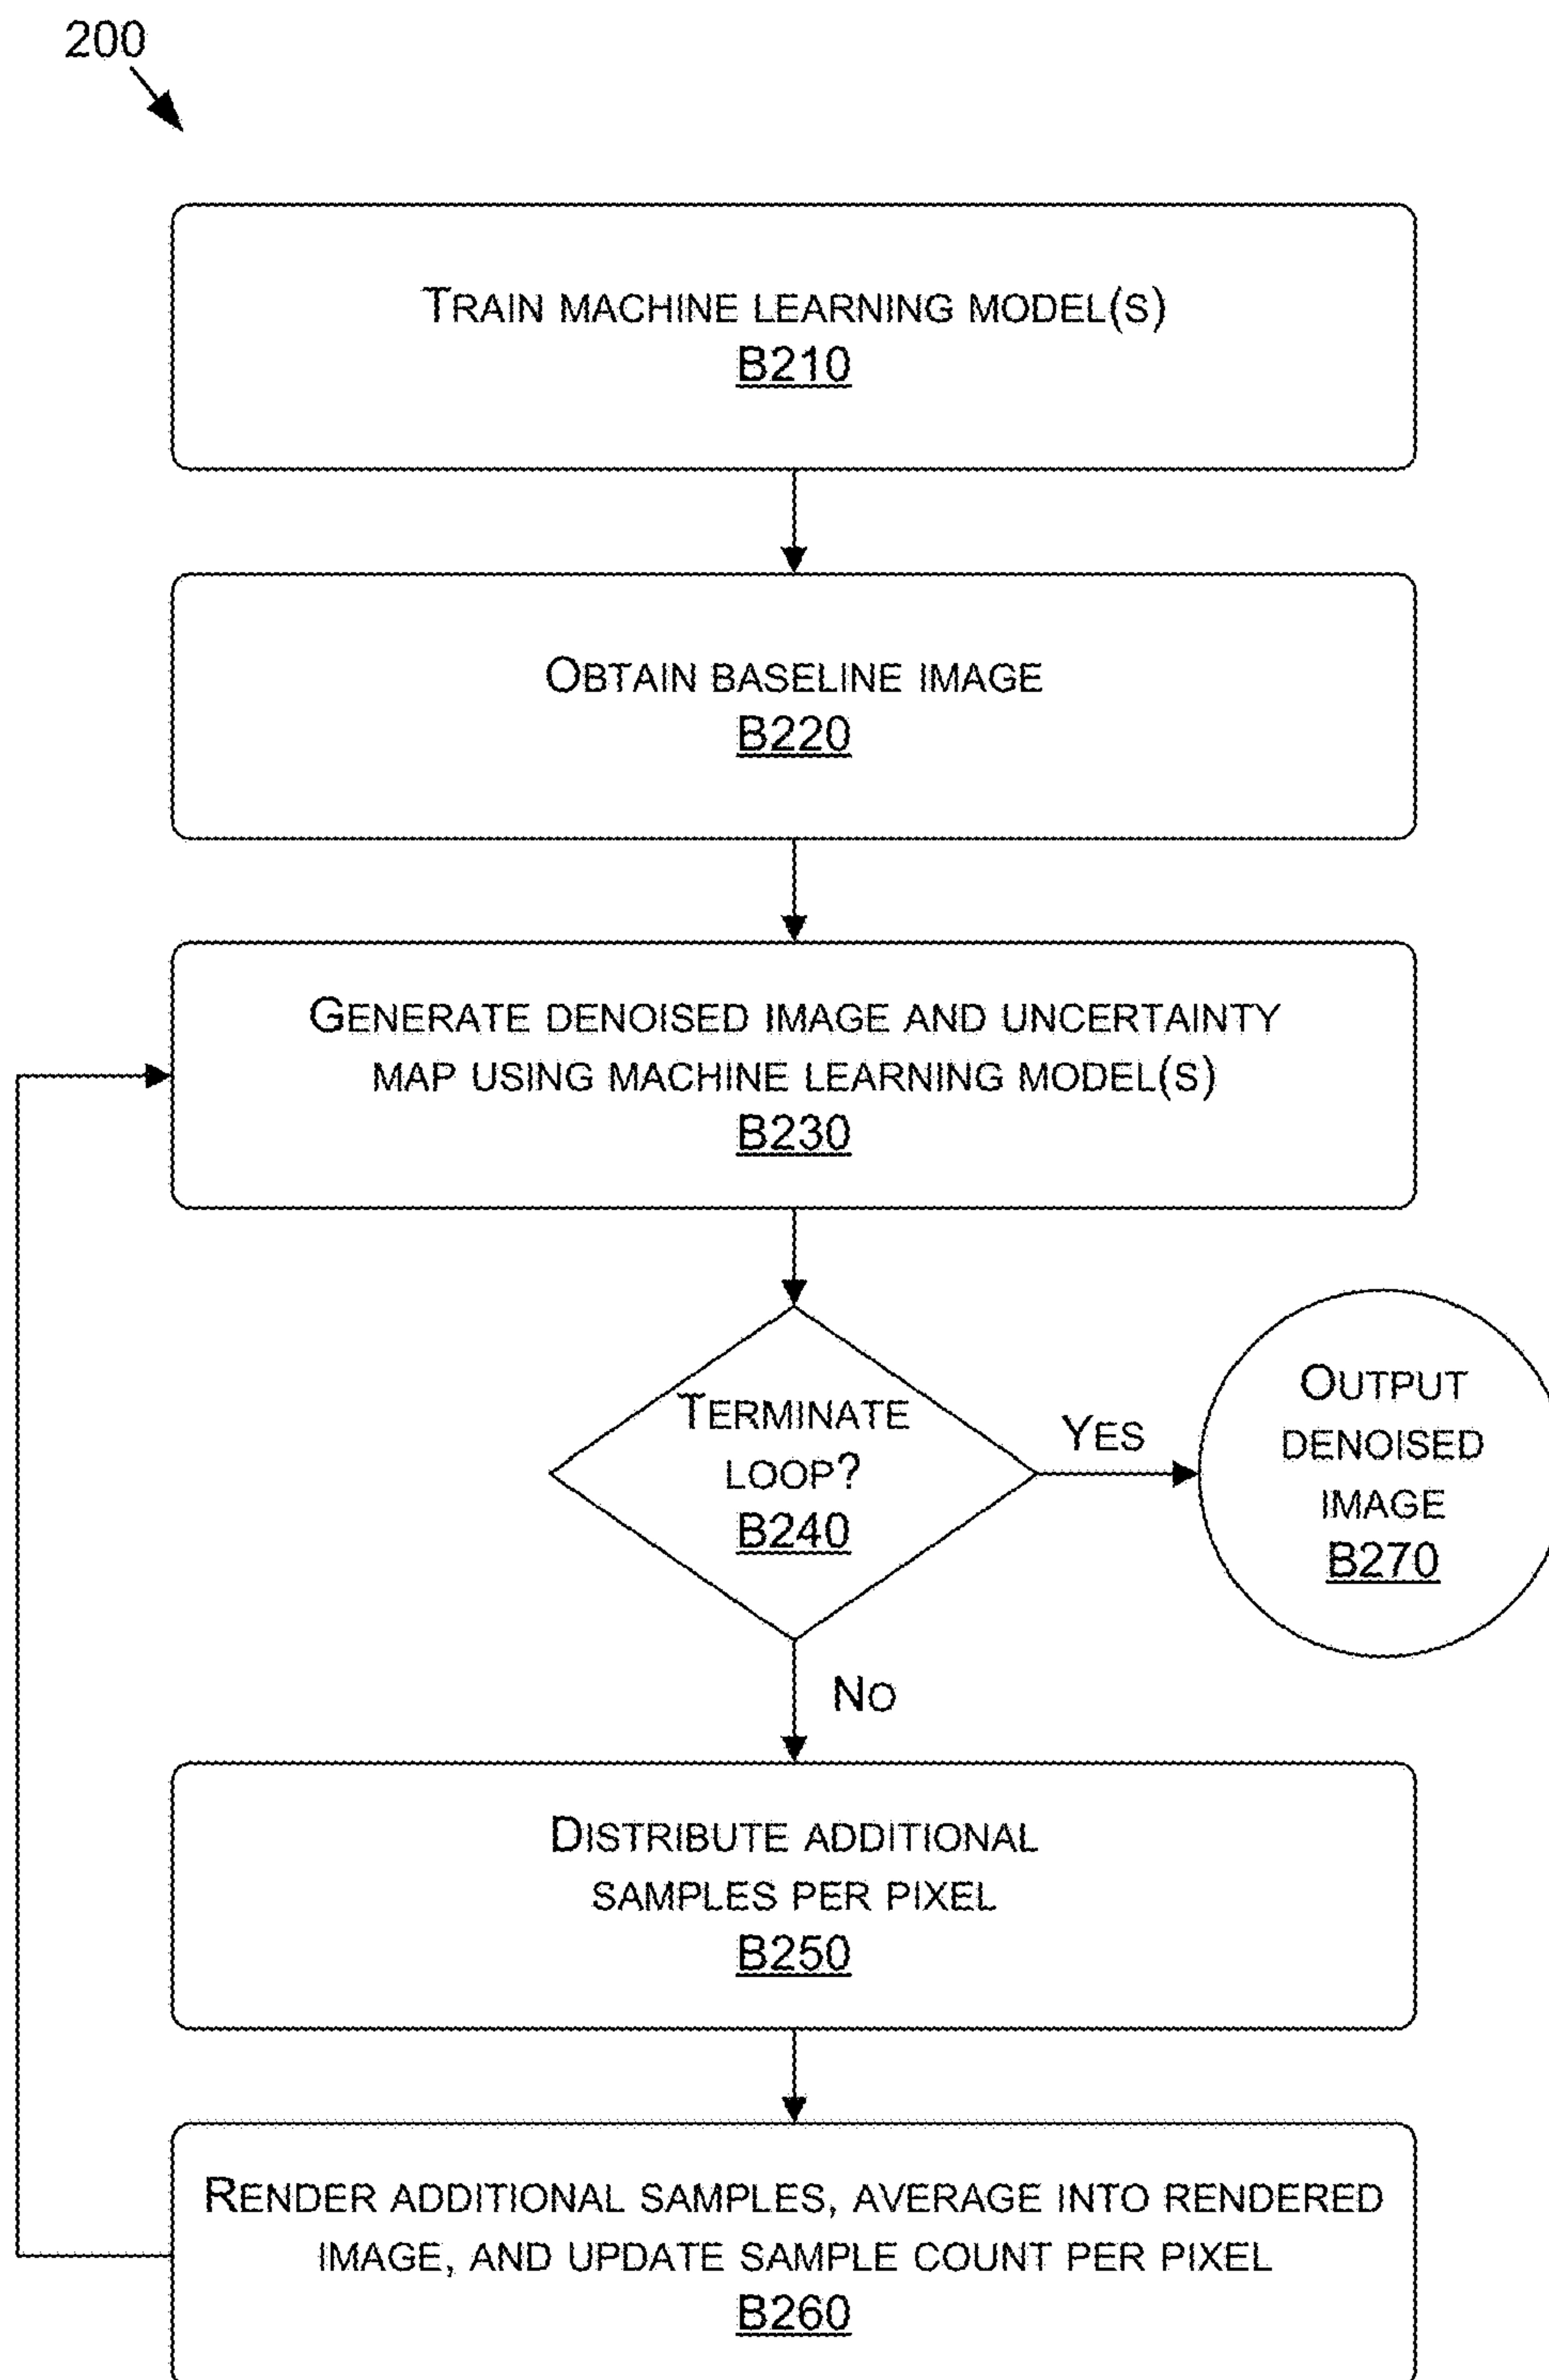 200
TRAIN MACHINE LEARNING MODEL(S)
B210
OBTAIN BASELINE IMAGE
B220
GENERATE DENOISED IMAGE AND UNCERTAINTY
MAP USING MACHINE LEARNING MODEL(S)
B230
TERMINATE
LOOP?
B240
YES
OUTPUT
DENOISED
IMAGE
B270
NO
DISTRIBUTE ADDITIONAL
SAMPLES PER PIXEL
B250
RENDER ADDITIONAL SAMPLES, AVERAGE INTO RENDERED
IMAGE, AND UPDATE SAMPLE COUNT PER PIXEL
B260